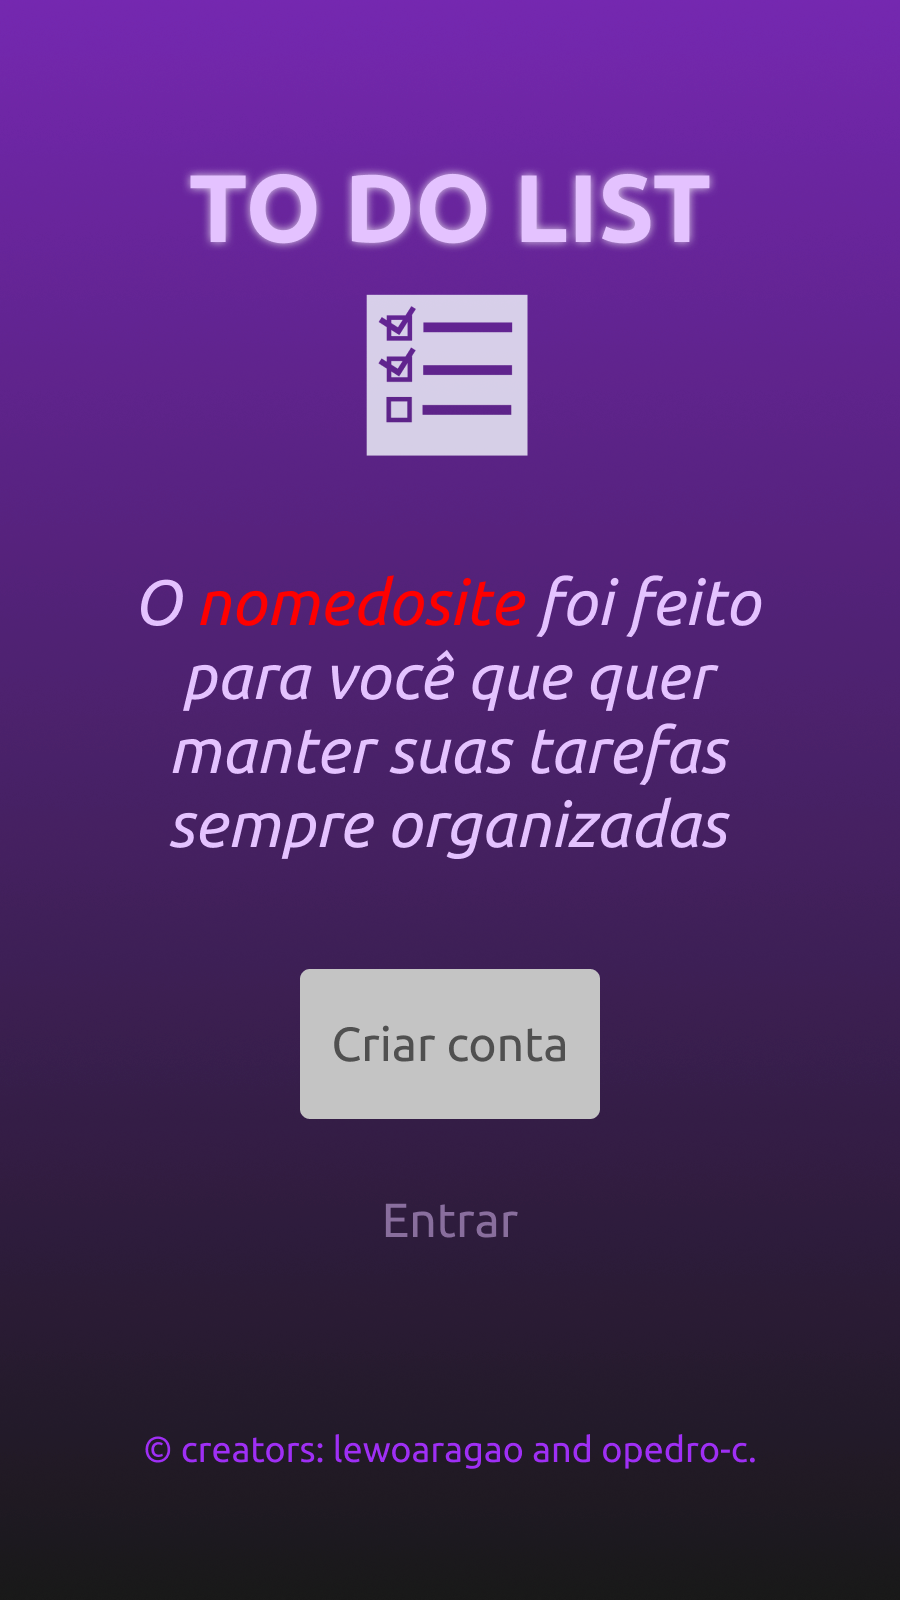 TO DO LIST
O nomedosite foi feito
para você que quer
manter suas tarefas
sempre organizadas
Criar conta
Entrar
© creators: lewoaragao and opedro-c.